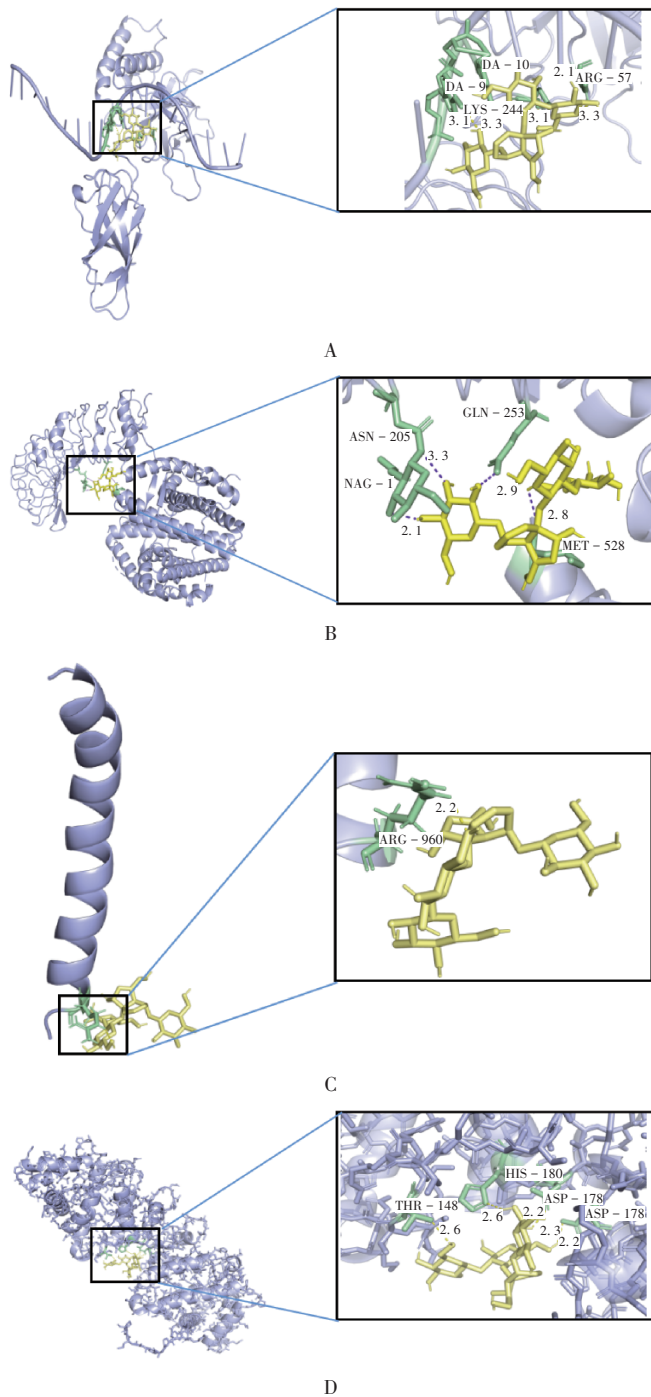 DA - 10
2. 1
ARG - 57
DA - 9
LYS - 244
3. 1
3. 3
3. 1
3. 3
A
GLN - 253
ASN - 205
3. 3
NAG - 1
2. 9
2. 8
2. 1
MET - 528
B
2. 2
ARG - 960
C
HIS - 180
ASP - 178
THR - 148
2. 6
2. 2
ASP - 178
2. 6
2. 3
2. 2
D